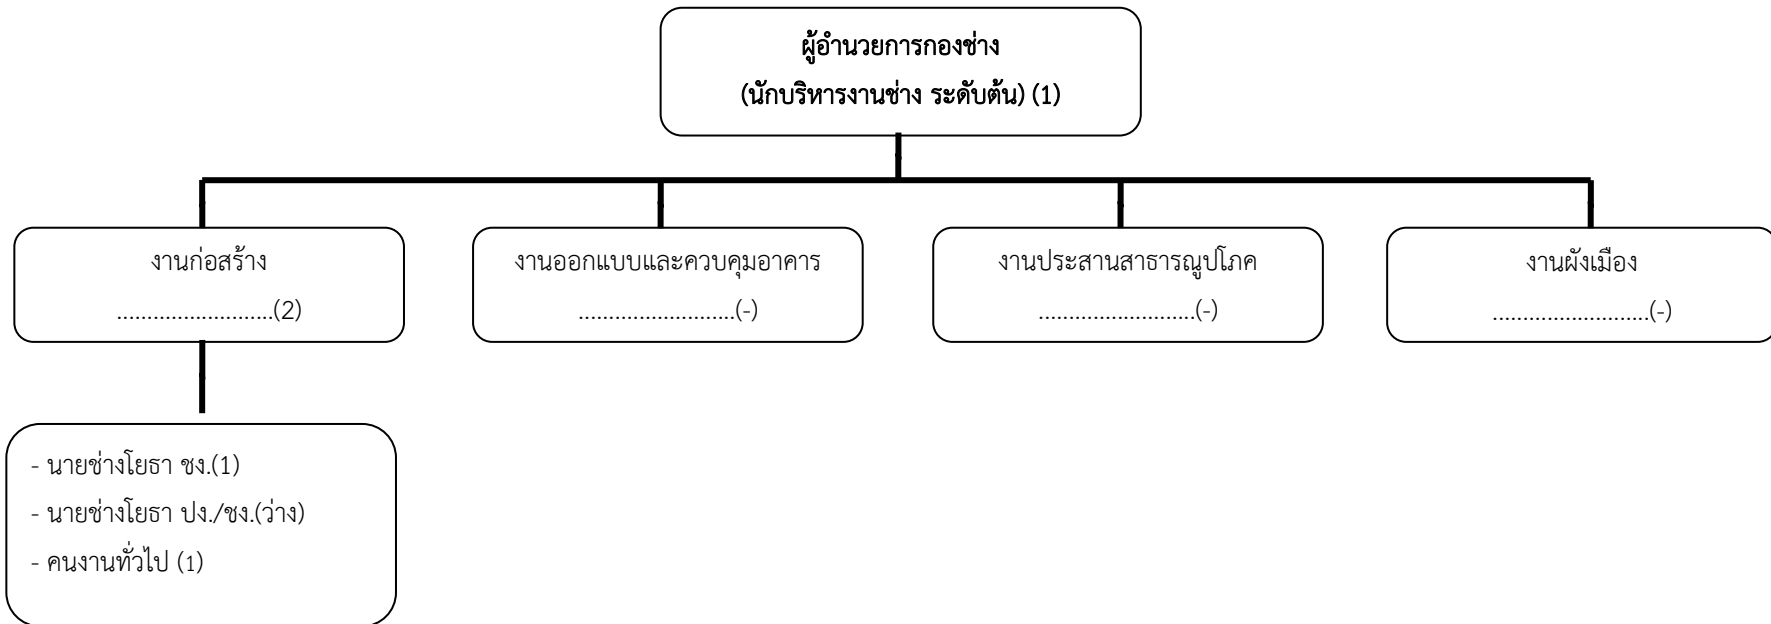 ผู้อำนวยการกองช่าง
(นักบริหารงานช่าง ระดับต้น) (1)
งานก่อสร้าง
..........................(2)
งานออกแบบและควบคุมอาคาร
..........................(-)
งานประสานสาธารณูปโภค
..........................(-)
งานผังเมือง
..........................(-)
- นายช่างโยธา ชง.(1)
- นายช่างโยธา ปง./ชง.(ว่าง)
- คนงานทั่วไป (1)